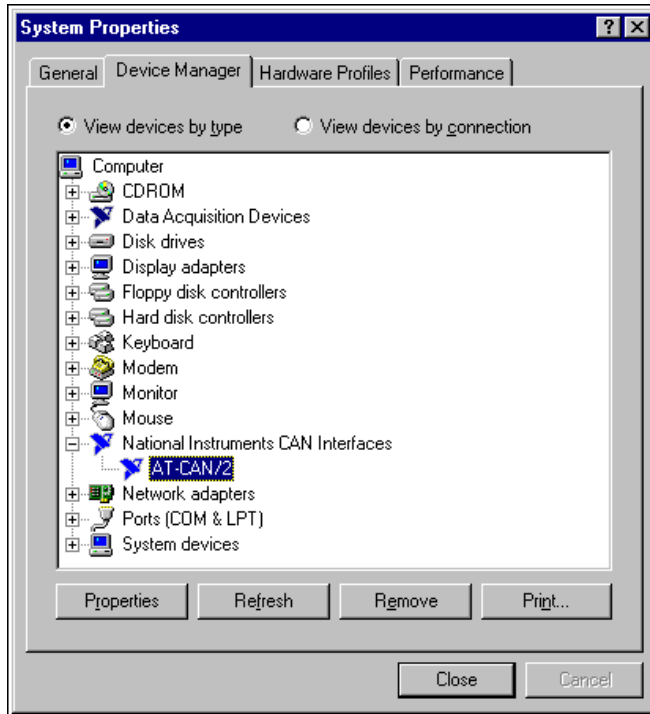 System Properties
General Device Manager Hardware Profiles Performance
View devices by type View devices by connection
Computer
CDROM
Data Acquisition Devices
Disk drives
Display adapters
Floppy disk controllers
Hard disk controllers
Keyboard
Modem
Monitor
Mouse
National Instruments CAN Interfaces
AT-CAN/2
Network adapters
Ports (COM & LPT)
System devices
Properties Refresh Remove Print...
Close Cancel